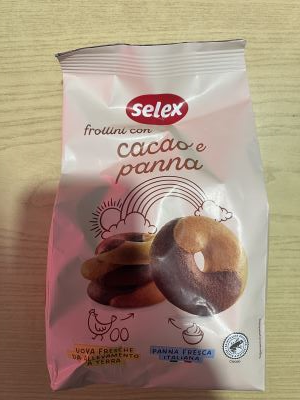 selex
frollini con
cacao e
panna
UOVA FRESCHE
DA ALLEVAMENTO
A TERRA
PANNA FRESCA
ITALIANA